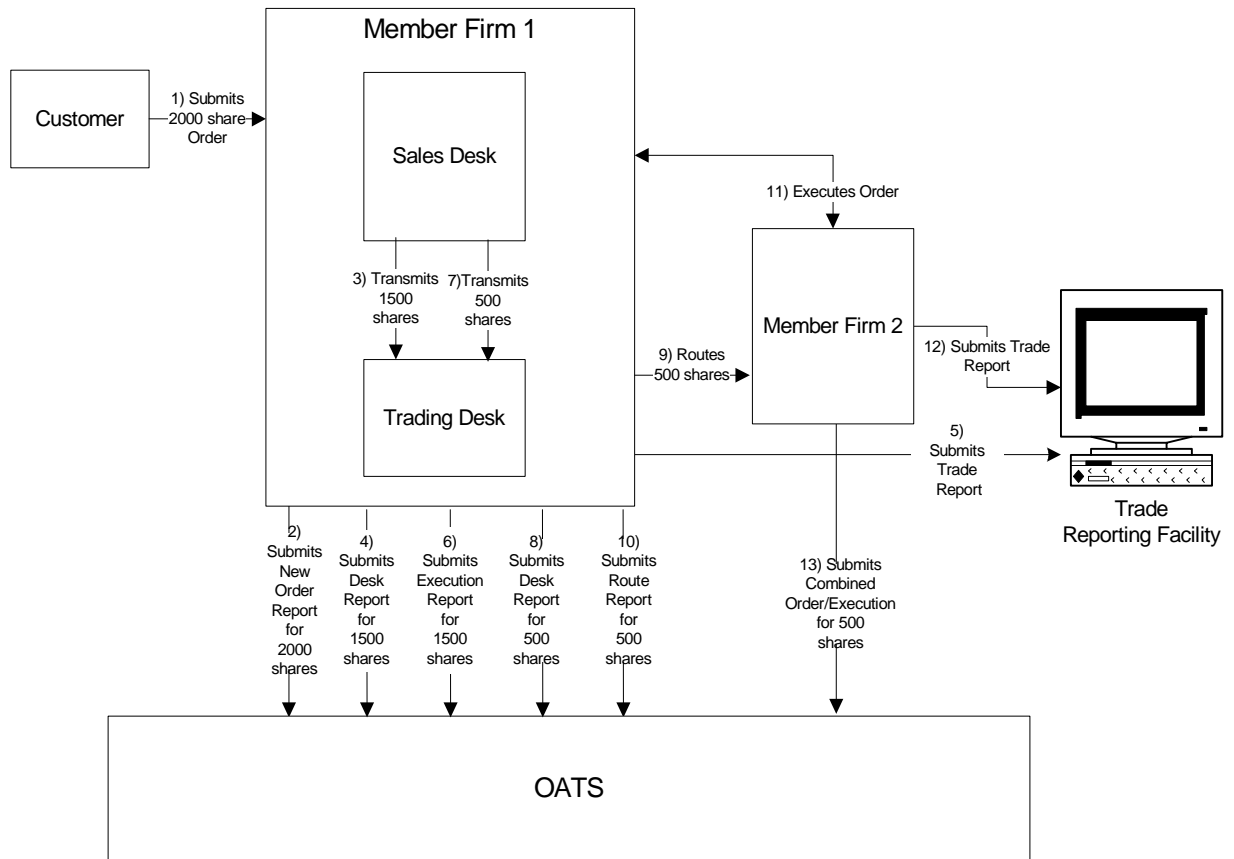 Member Firm 1
Customer
1) Submits
2000 share
Order
Sales Desk
11) Executes Order
3) Transmits
1500
shares
7)Transmits
500
shares
Member Firm 2
9) Routes
500 shares
12) Submits Trade
Report
Trading Desk
5)
Submits
Trade
Report
Trade
Reporting Facility
2)
Submits
New
Order
Report
for
2000
shares
4)
Submits
Desk
Report
for
1500
shares
6)
Submits
Execution
Report
for
1500
shares
8)
Submits
Desk
Report
for
500
shares
10)
Submits
Route
Report
for
500
shares
13) Submits
Combined
Order/Execution
for 500
shares
OATS